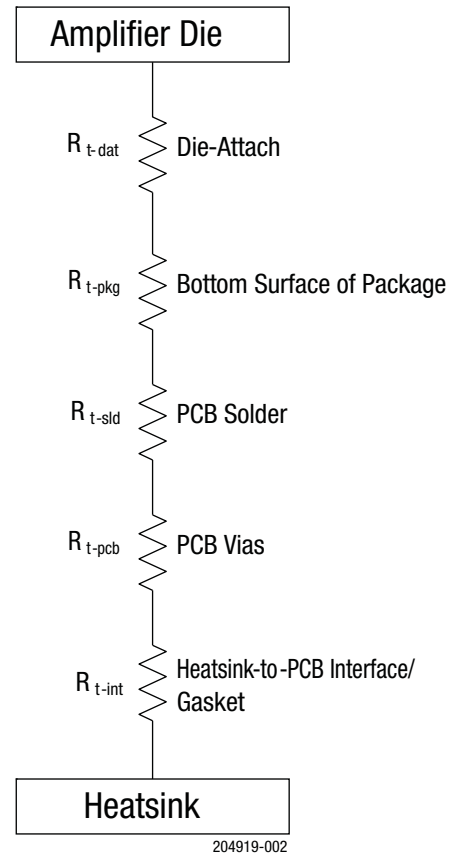 Amplifier Die
R t-dat Die-Attach
R t-pkg Bottom Surface of Package
R t-sld PCB Solder
R t-pcb PCB Vias
R t-int Heatsink-to-PCB Interface/
Gasket
Heatsink
204919-002